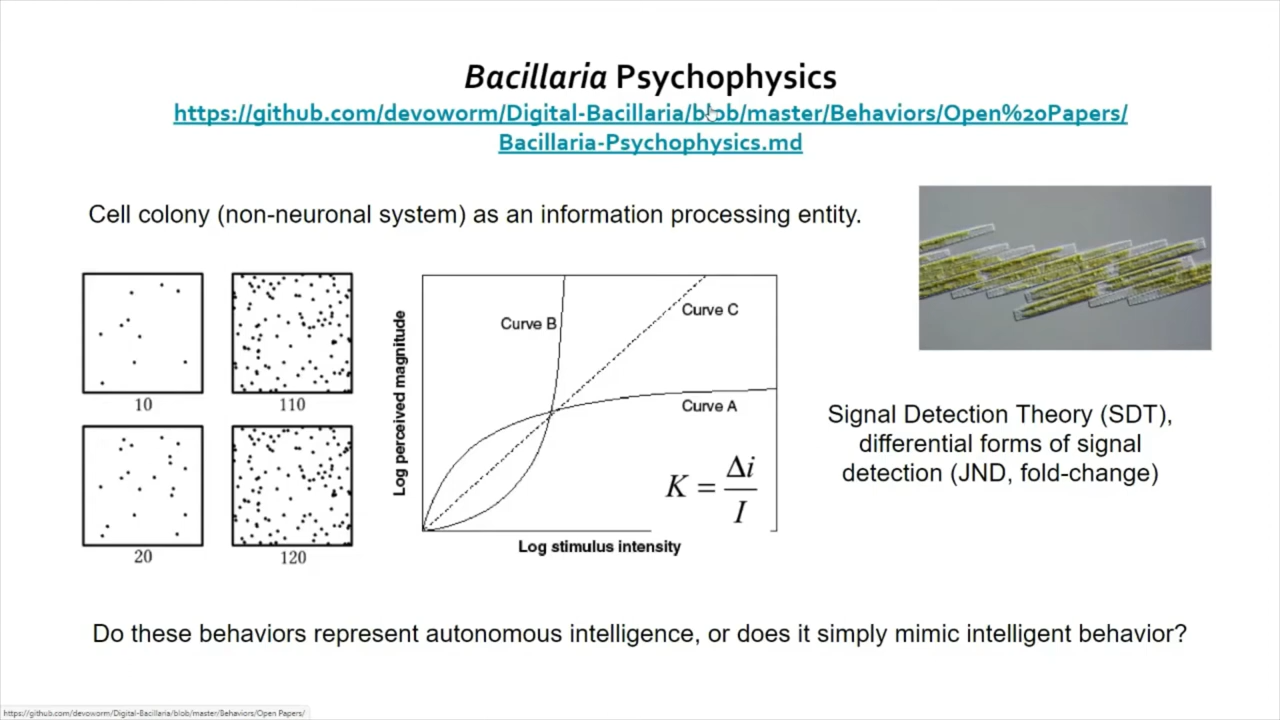 Bacillaria Psychophysics
https://github.com/devoworm/Digital-Bacillaria/blob/master/Behaviors/Open%20Papers/
Bacillaria-Psychophysics.md
Cell colony (non-neuronal system) as an information processing entity.
10
110
20
120
Log perceived magnitude
Curve B
Curve C
Curve A
K = Δi / I
Log stimulus intensity
Signal Detection Theory (SDT),
differential forms of signal
detection (JND, fold-change)
Do these behaviors represent autonomous intelligence, or does it simply mimic intelligent behavior?
https://github.com/devoworm/Digital-Bacillaria/blob/master/Behaviors/Open Papers/